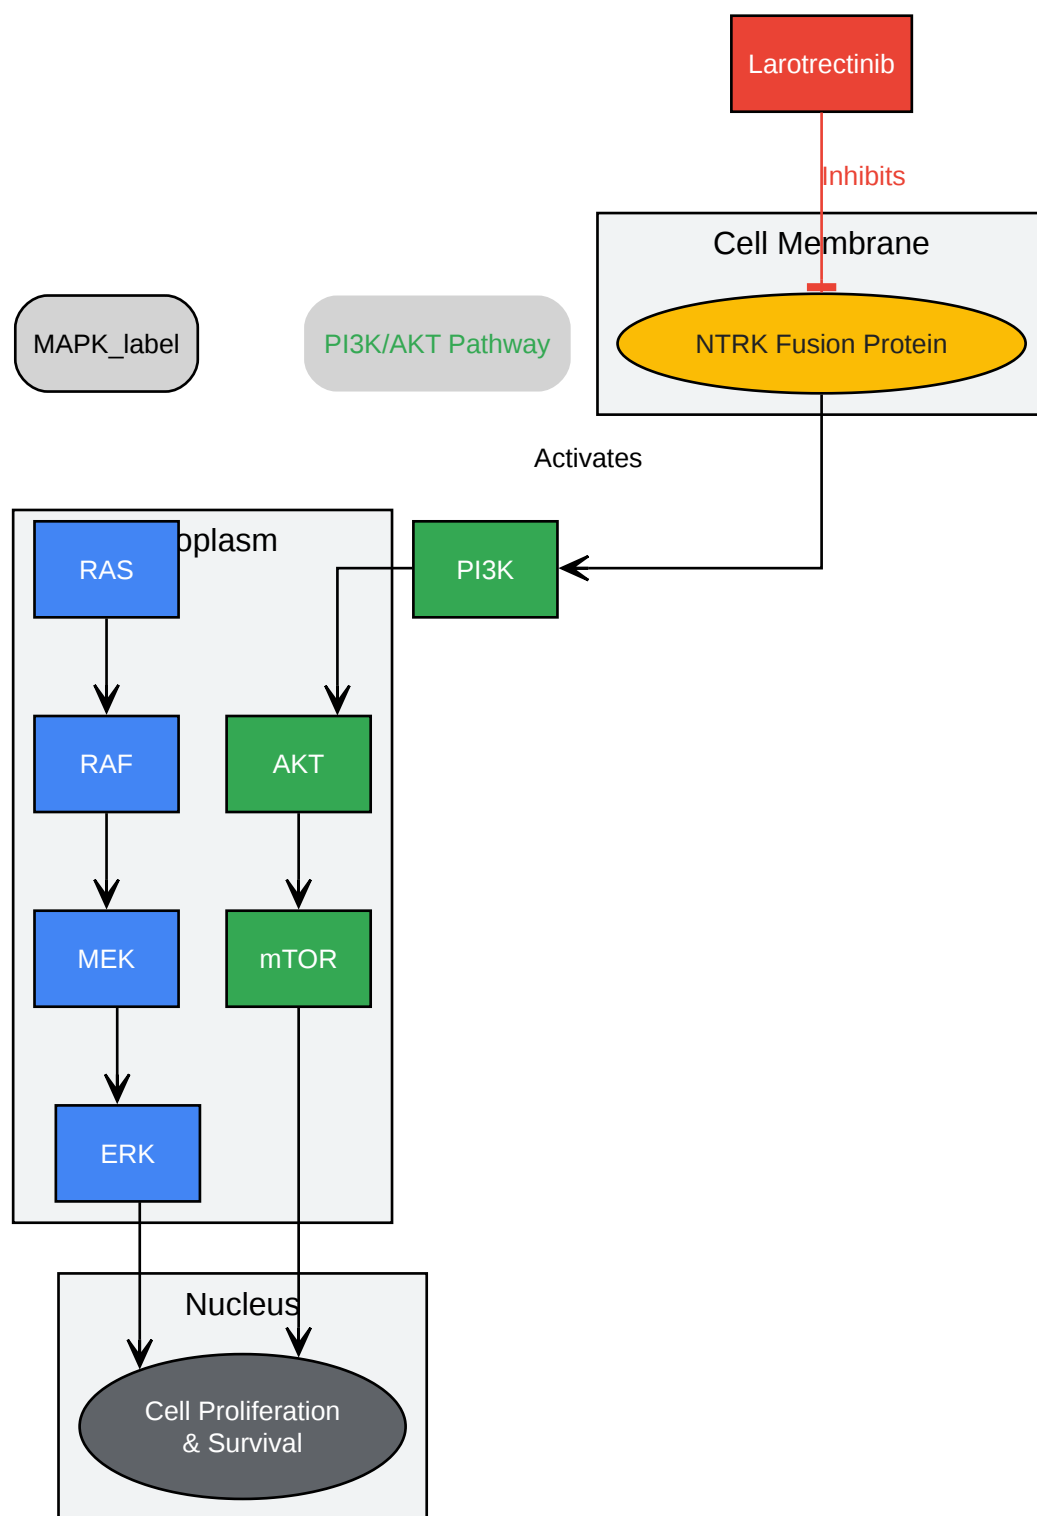 Larotrectinib
Inhibits
Cell Membrane
MAPK_label
PI3K/AKT Pathway
NTRK Fusion Protein
Activates
oplasm
RAS
PI3K
RAF
AKT
MEK
mTOR
ERK
Nucleus
Cell Proliferation
& Survival